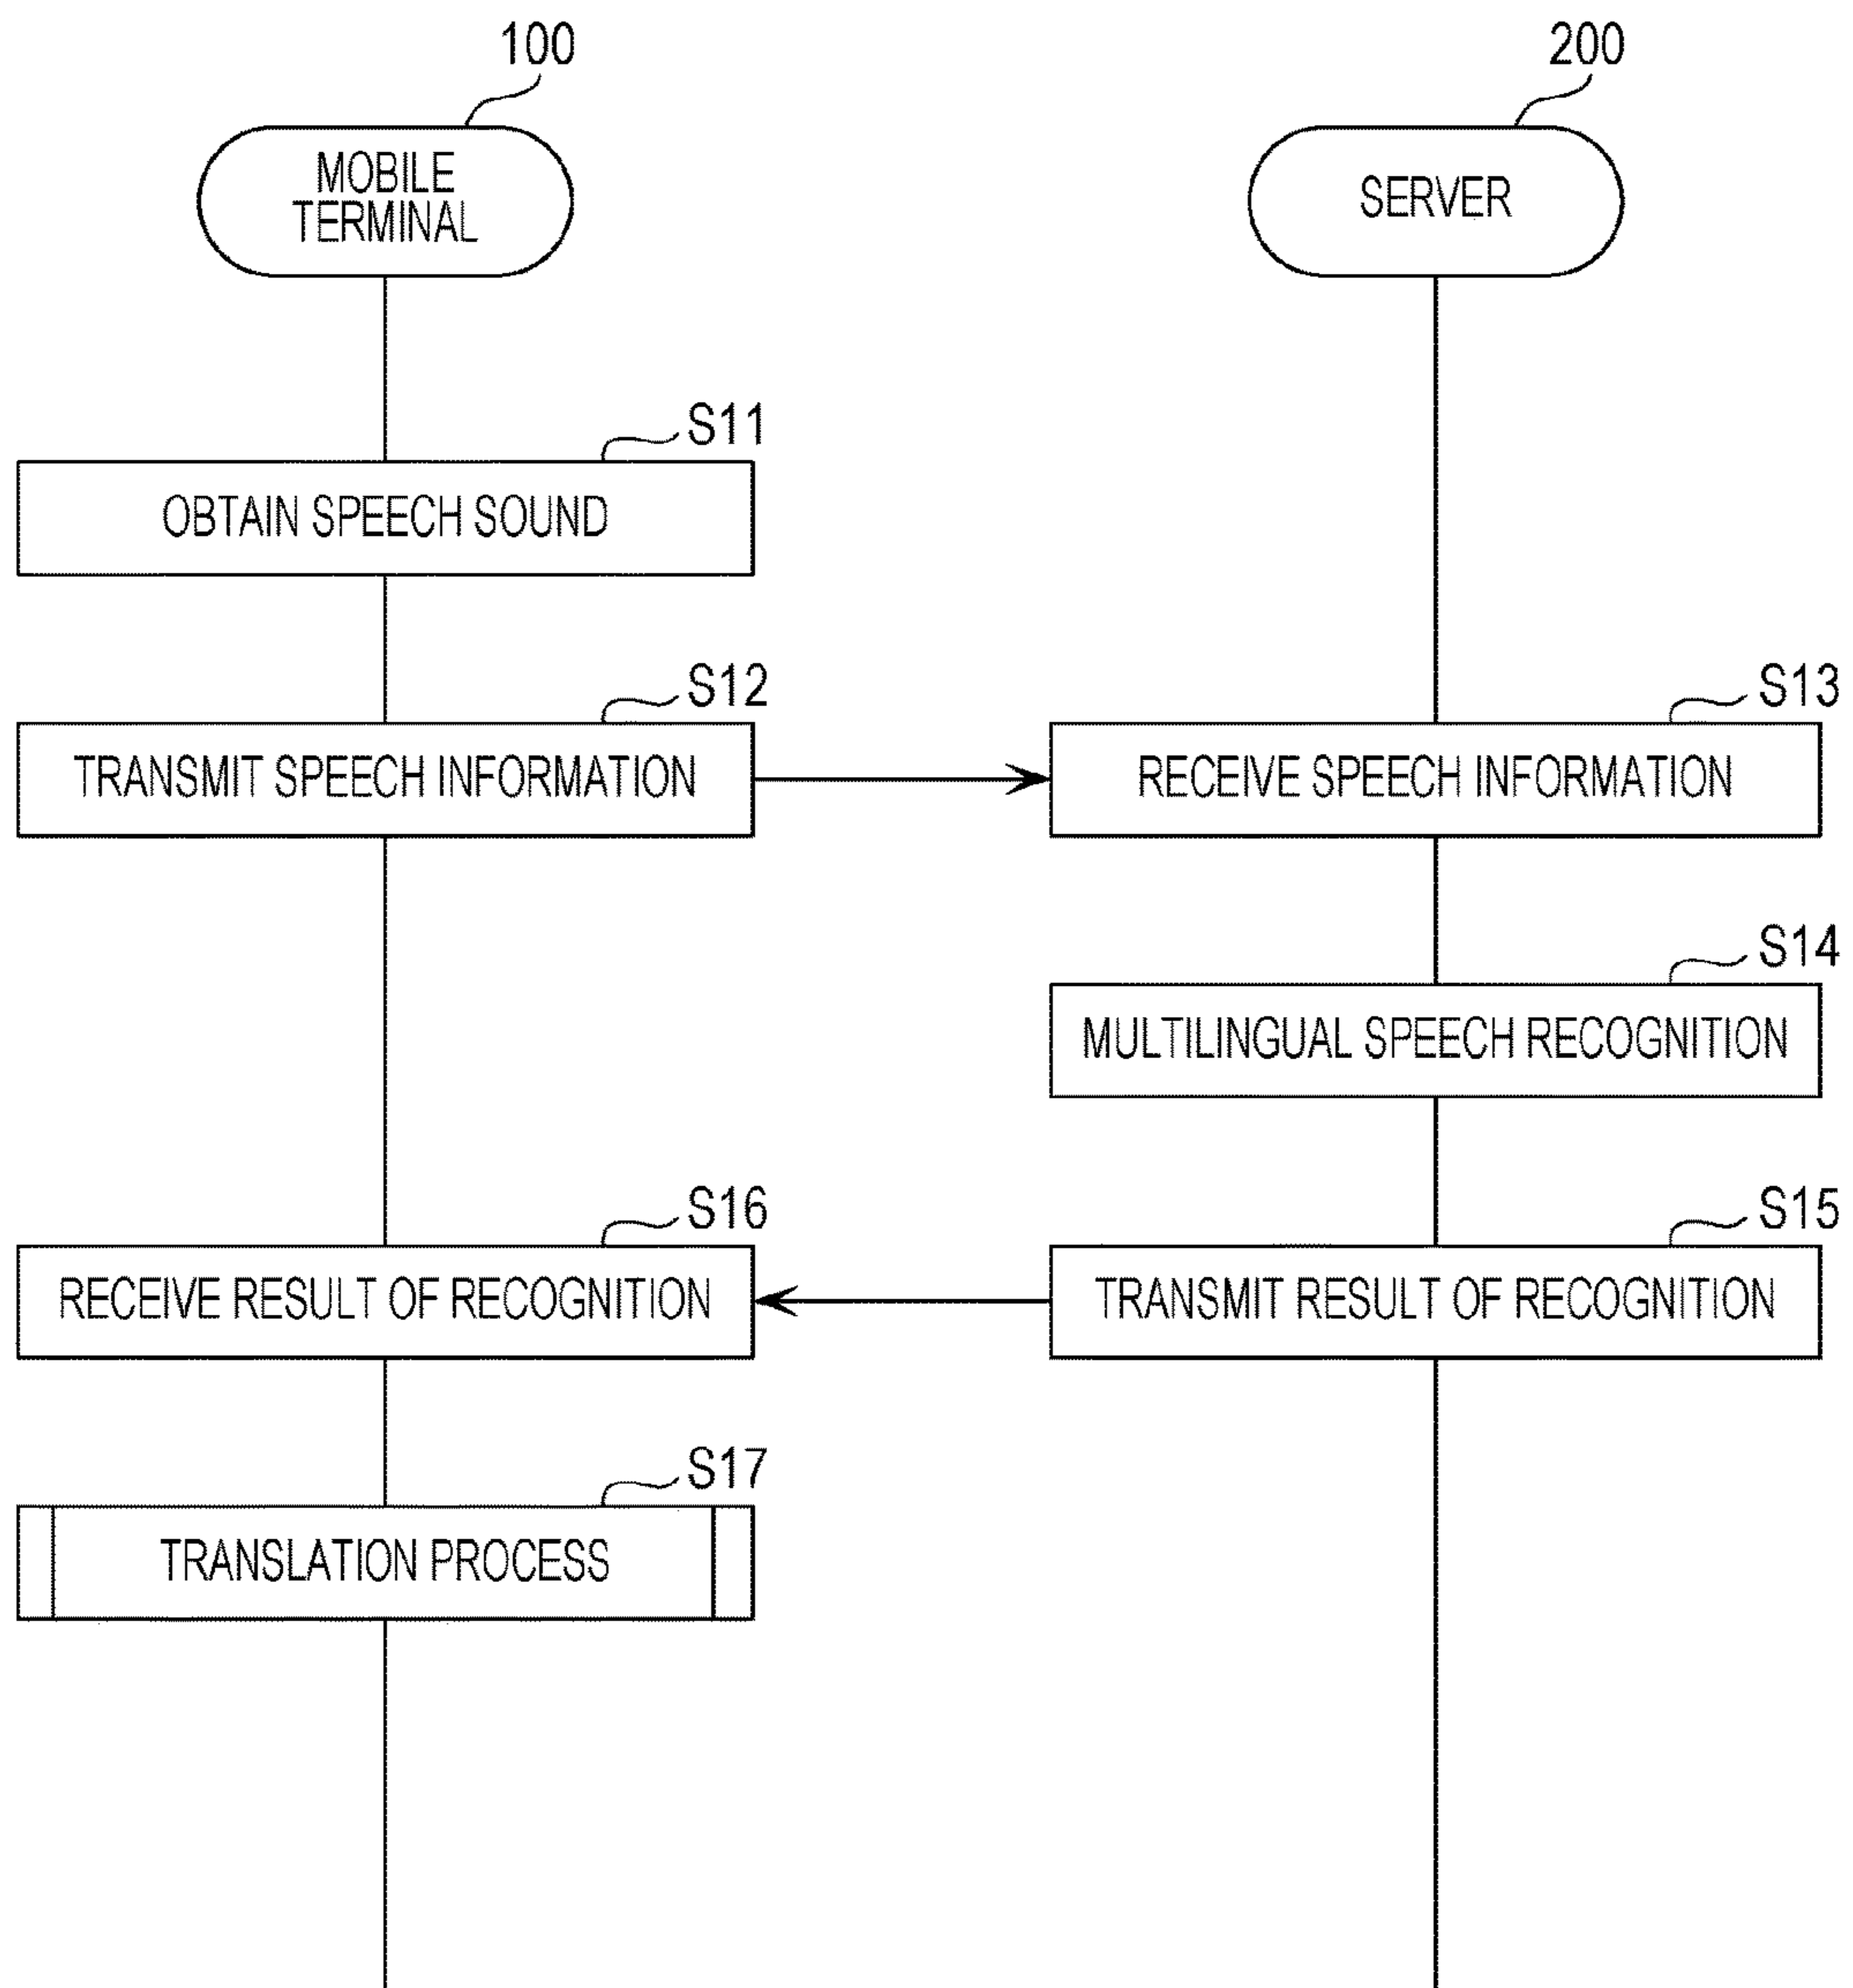 100
200
MOBILE
TERMINAL
SERVER
S11
OBTAIN SPEECH SOUND
S12
S13
TRANSMIT SPEECH INFORMATION
RECEIVE SPEECH INFORMATION
S14
MULTILINGUAL SPEECH RECOGNITION
S16
S15
RECEIVE RESULT OF RECOGNITION
TRANSMIT RESULT OF RECOGNITION
S17
TRANSLATION PROCESS